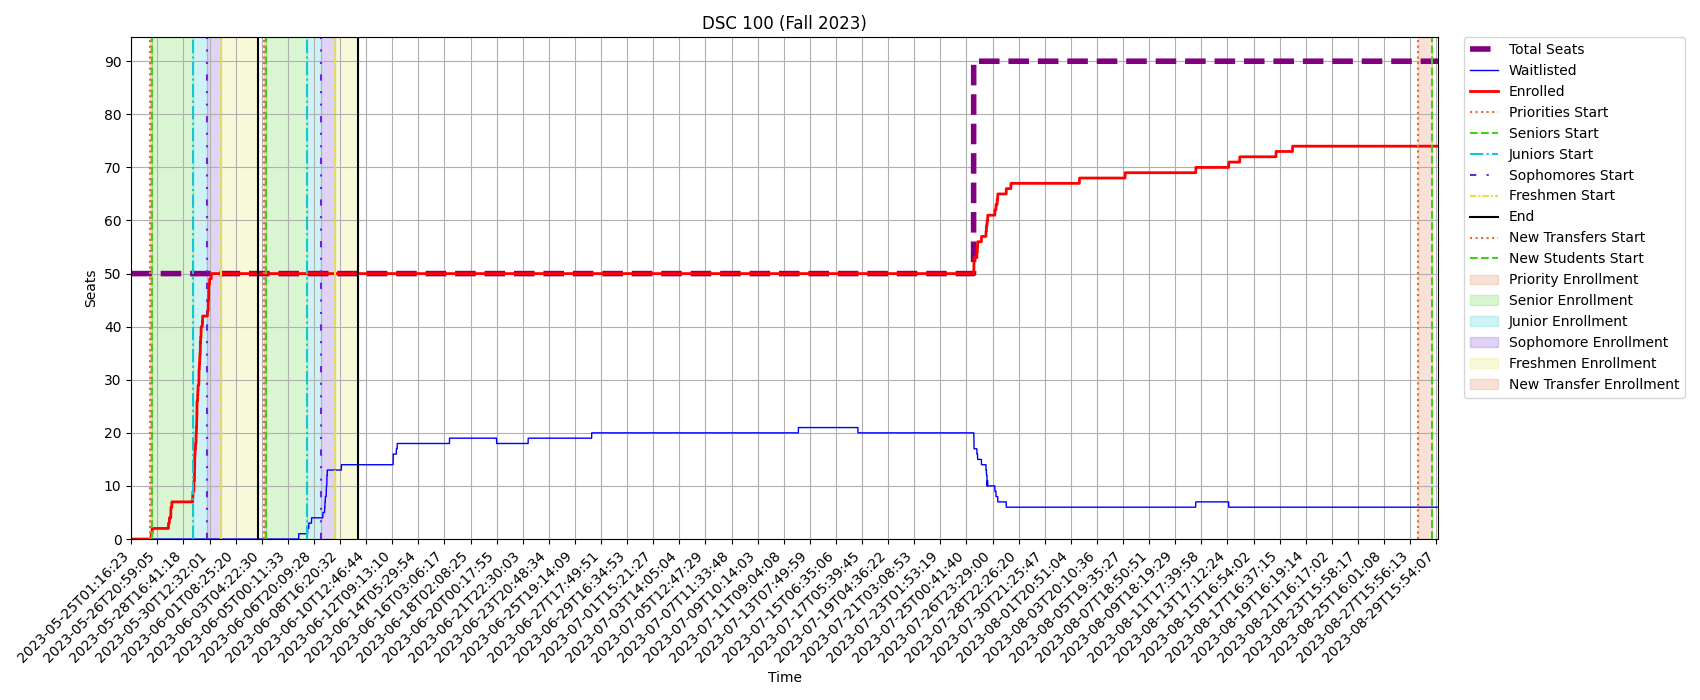 DSC 100 (Fall 2023)
Seats
90
80
70
60
50
40
30
20
10
0
2023-05-25T01:16:23
2023-05-26T20:59:05
2023-05-28T16:41:18
2023-05-30T12:32:01
2023-06-01T08:25:20
2023-06-03T04:22:30
2023-06-05T00:11:33
2023-06-06T20:09:28
2023-06-08T16:20:32
2023-06-10T12:46:44
2023-06-12T09:13:10
2023-06-14T05:29:54
2023-06-16T03:06:17
2023-06-18T02:08:25
2023-06-20T00:17:55
2023-06-21T22:30:03
2023-06-23T20:48:34
2023-06-25T19:14:09
2023-06-27T17:49:51
2023-06-29T16:34:53
2023-07-01T15:21:27
2023-07-03T14:05:04
2023-07-05T12:47:29
2023-07-07T11:33:48
2023-07-09T10:14:03
2023-07-11T09:04:08
2023-07-13T07:49:59
2023-07-15T06:35:06
2023-07-17T05:39:45
2023-07-19T04:36:22
2023-07-21T03:08:53
2023-07-23T01:53:19
2023-07-25T00:41:40
2023-07-26T23:29:00
2023-07-28T22:26:20
2023-07-30T21:25:47
2023-08-01T20:51:04
2023-08-03T20:10:36
2023-08-05T19:35:27
2023-08-07T18:50:51
2023-08-09T18:19:29
2023-08-11T17:39:58
2023-08-13T17:12:24
2023-08-15T16:54:02
2023-08-17T16:37:15
2023-08-19T16:19:14
2023-08-21T16:17:02
2023-08-23T15:58:17
2023-08-25T16:01:08
2023-08-27T15:56:13
2023-08-29T15:54:07
Time
Total Seats
Waitlisted
Enrolled
Priorities Start
Seniors Start
Juniors Start
Sophomores Start
Freshmen Start
End
New Transfers Start
New Students Start
Priority Enrollment
Senior Enrollment
Junior Enrollment
Sophomore Enrollment
Freshmen Enrollment
New Transfer Enrollment